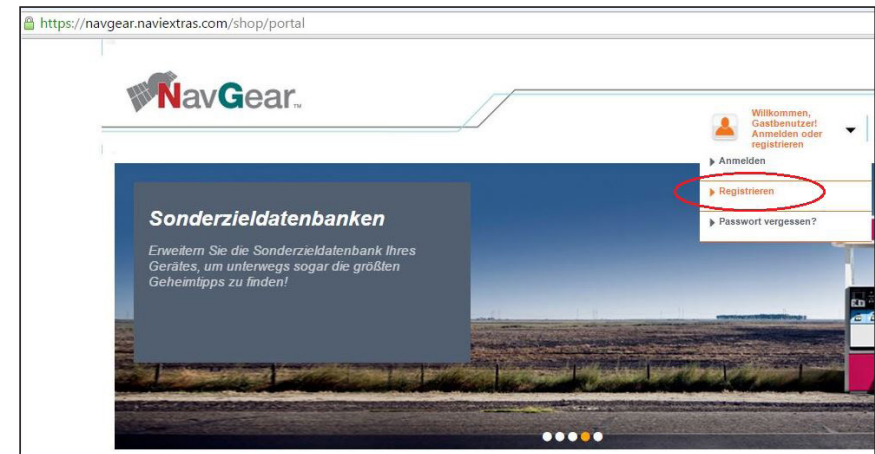 https://navgear.naviextras.com/shop/portal
NavGear™
Willkommen,
Gastbenutzer!
Anmelden oder
registrieren
Anmelden
Registrieren
Passwort vergessen?
Sonderzieldatenbanken
Erweitern Sie die Sonderzieldatenbank Ihres
Gerätes, um unterwegs sogar die größten
Geheimtipps zu finden!